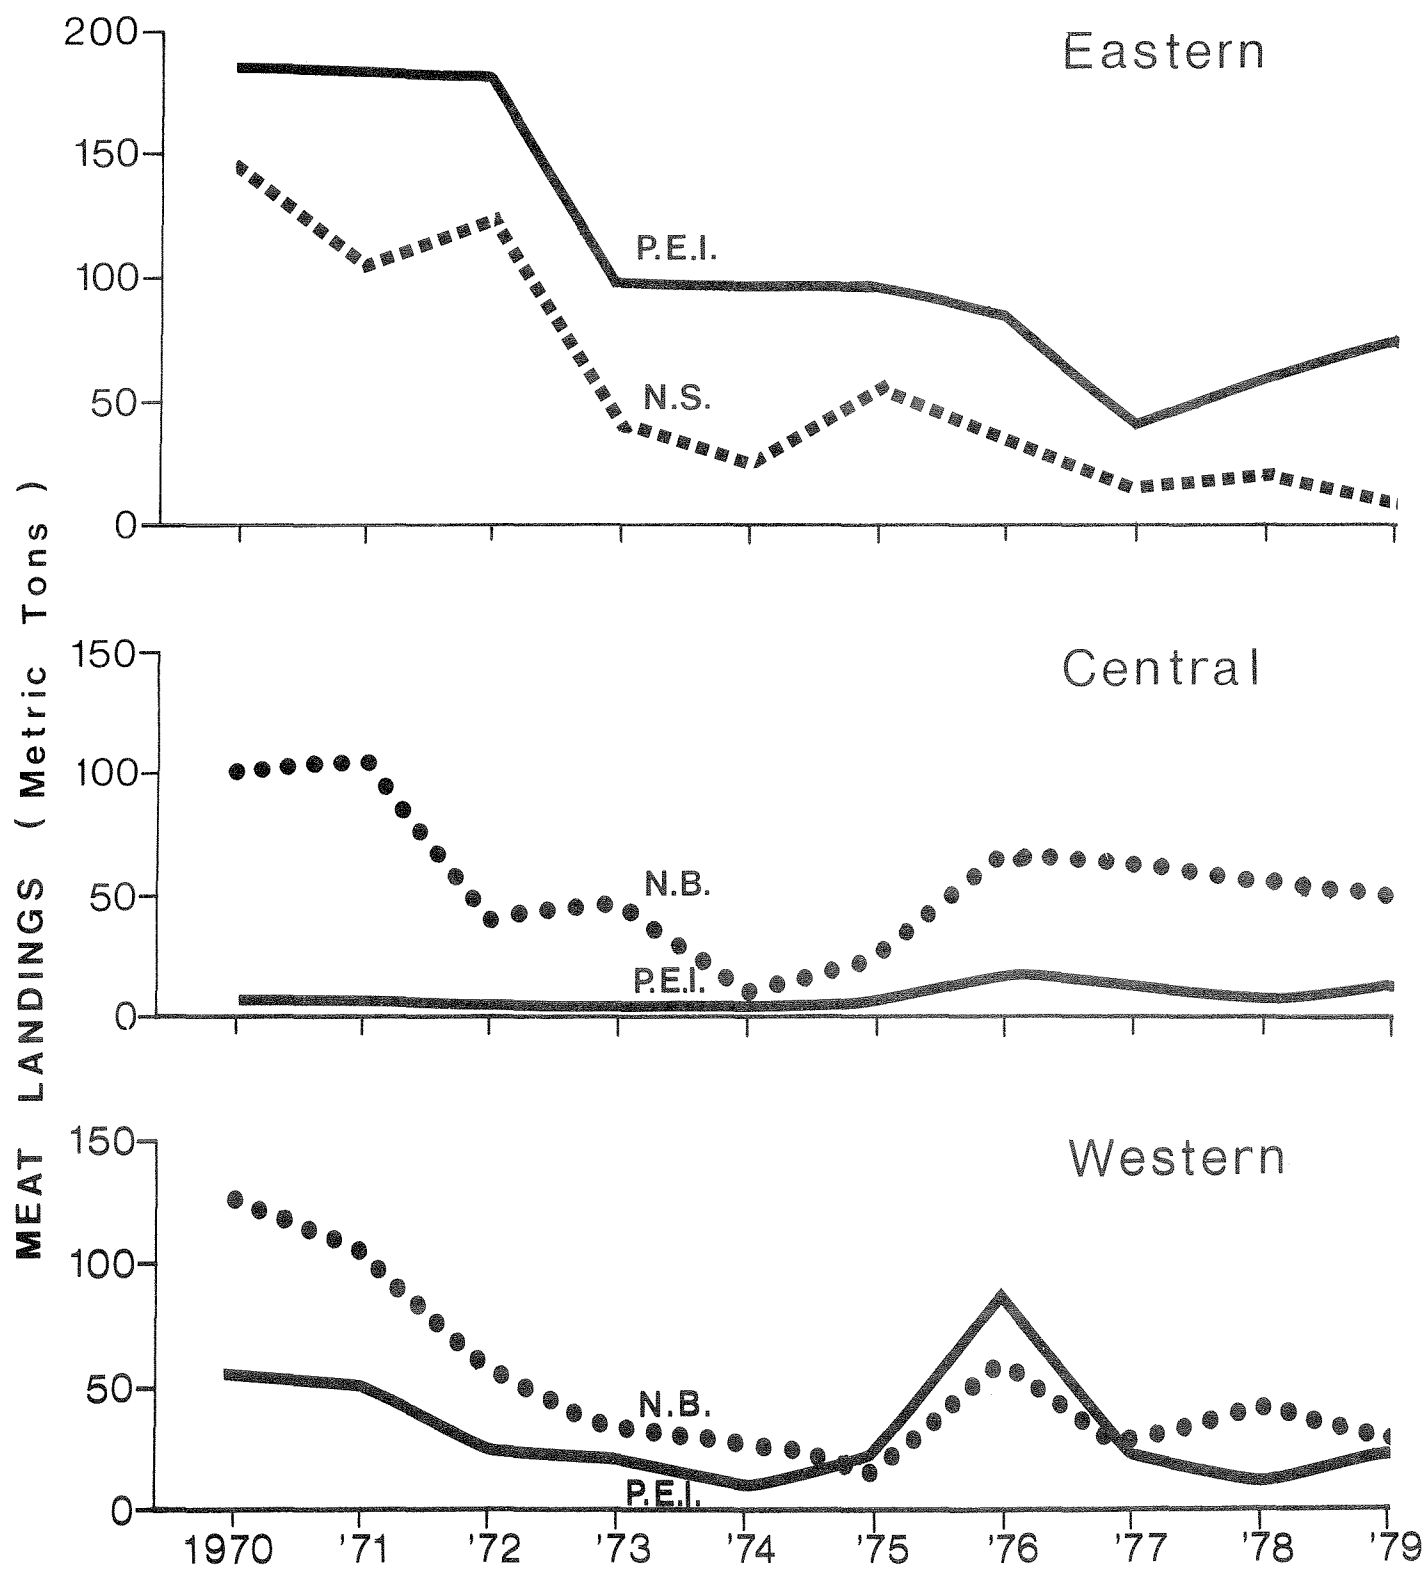 MEAT LANDINGS (Metric Tons)
Eastern
200
150
100
50
0
P.E.I.
N.S.
Central
150
100
50
0
N.B.
P.E.I.
Western
150
100
50
0
N.B.
P.E.I.
1970 '71 '72 '73 '74 '75 '76 '77 '78 '79